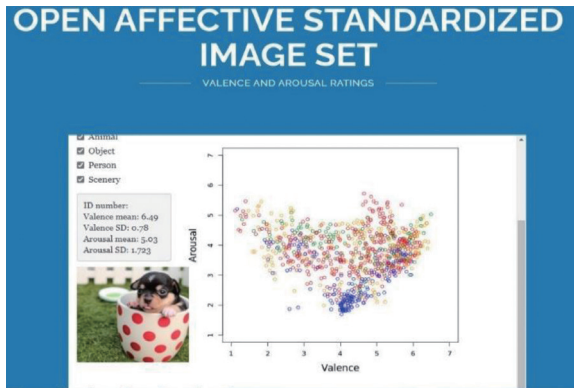 OPEN AFFECTIVE STANDARDIZED
IMAGE SET
VALENCE AND AROUSAL RATINGS
Animal
Object
Person
Scenery
ID number:
Valence mean: 6.49
Valence SD: 0.78
Arousal mean: 5.03
Arousal SD: 1.723
Arousal
7
6
5
4
3
2
1
1 2 3 4 5 6 7
Valence